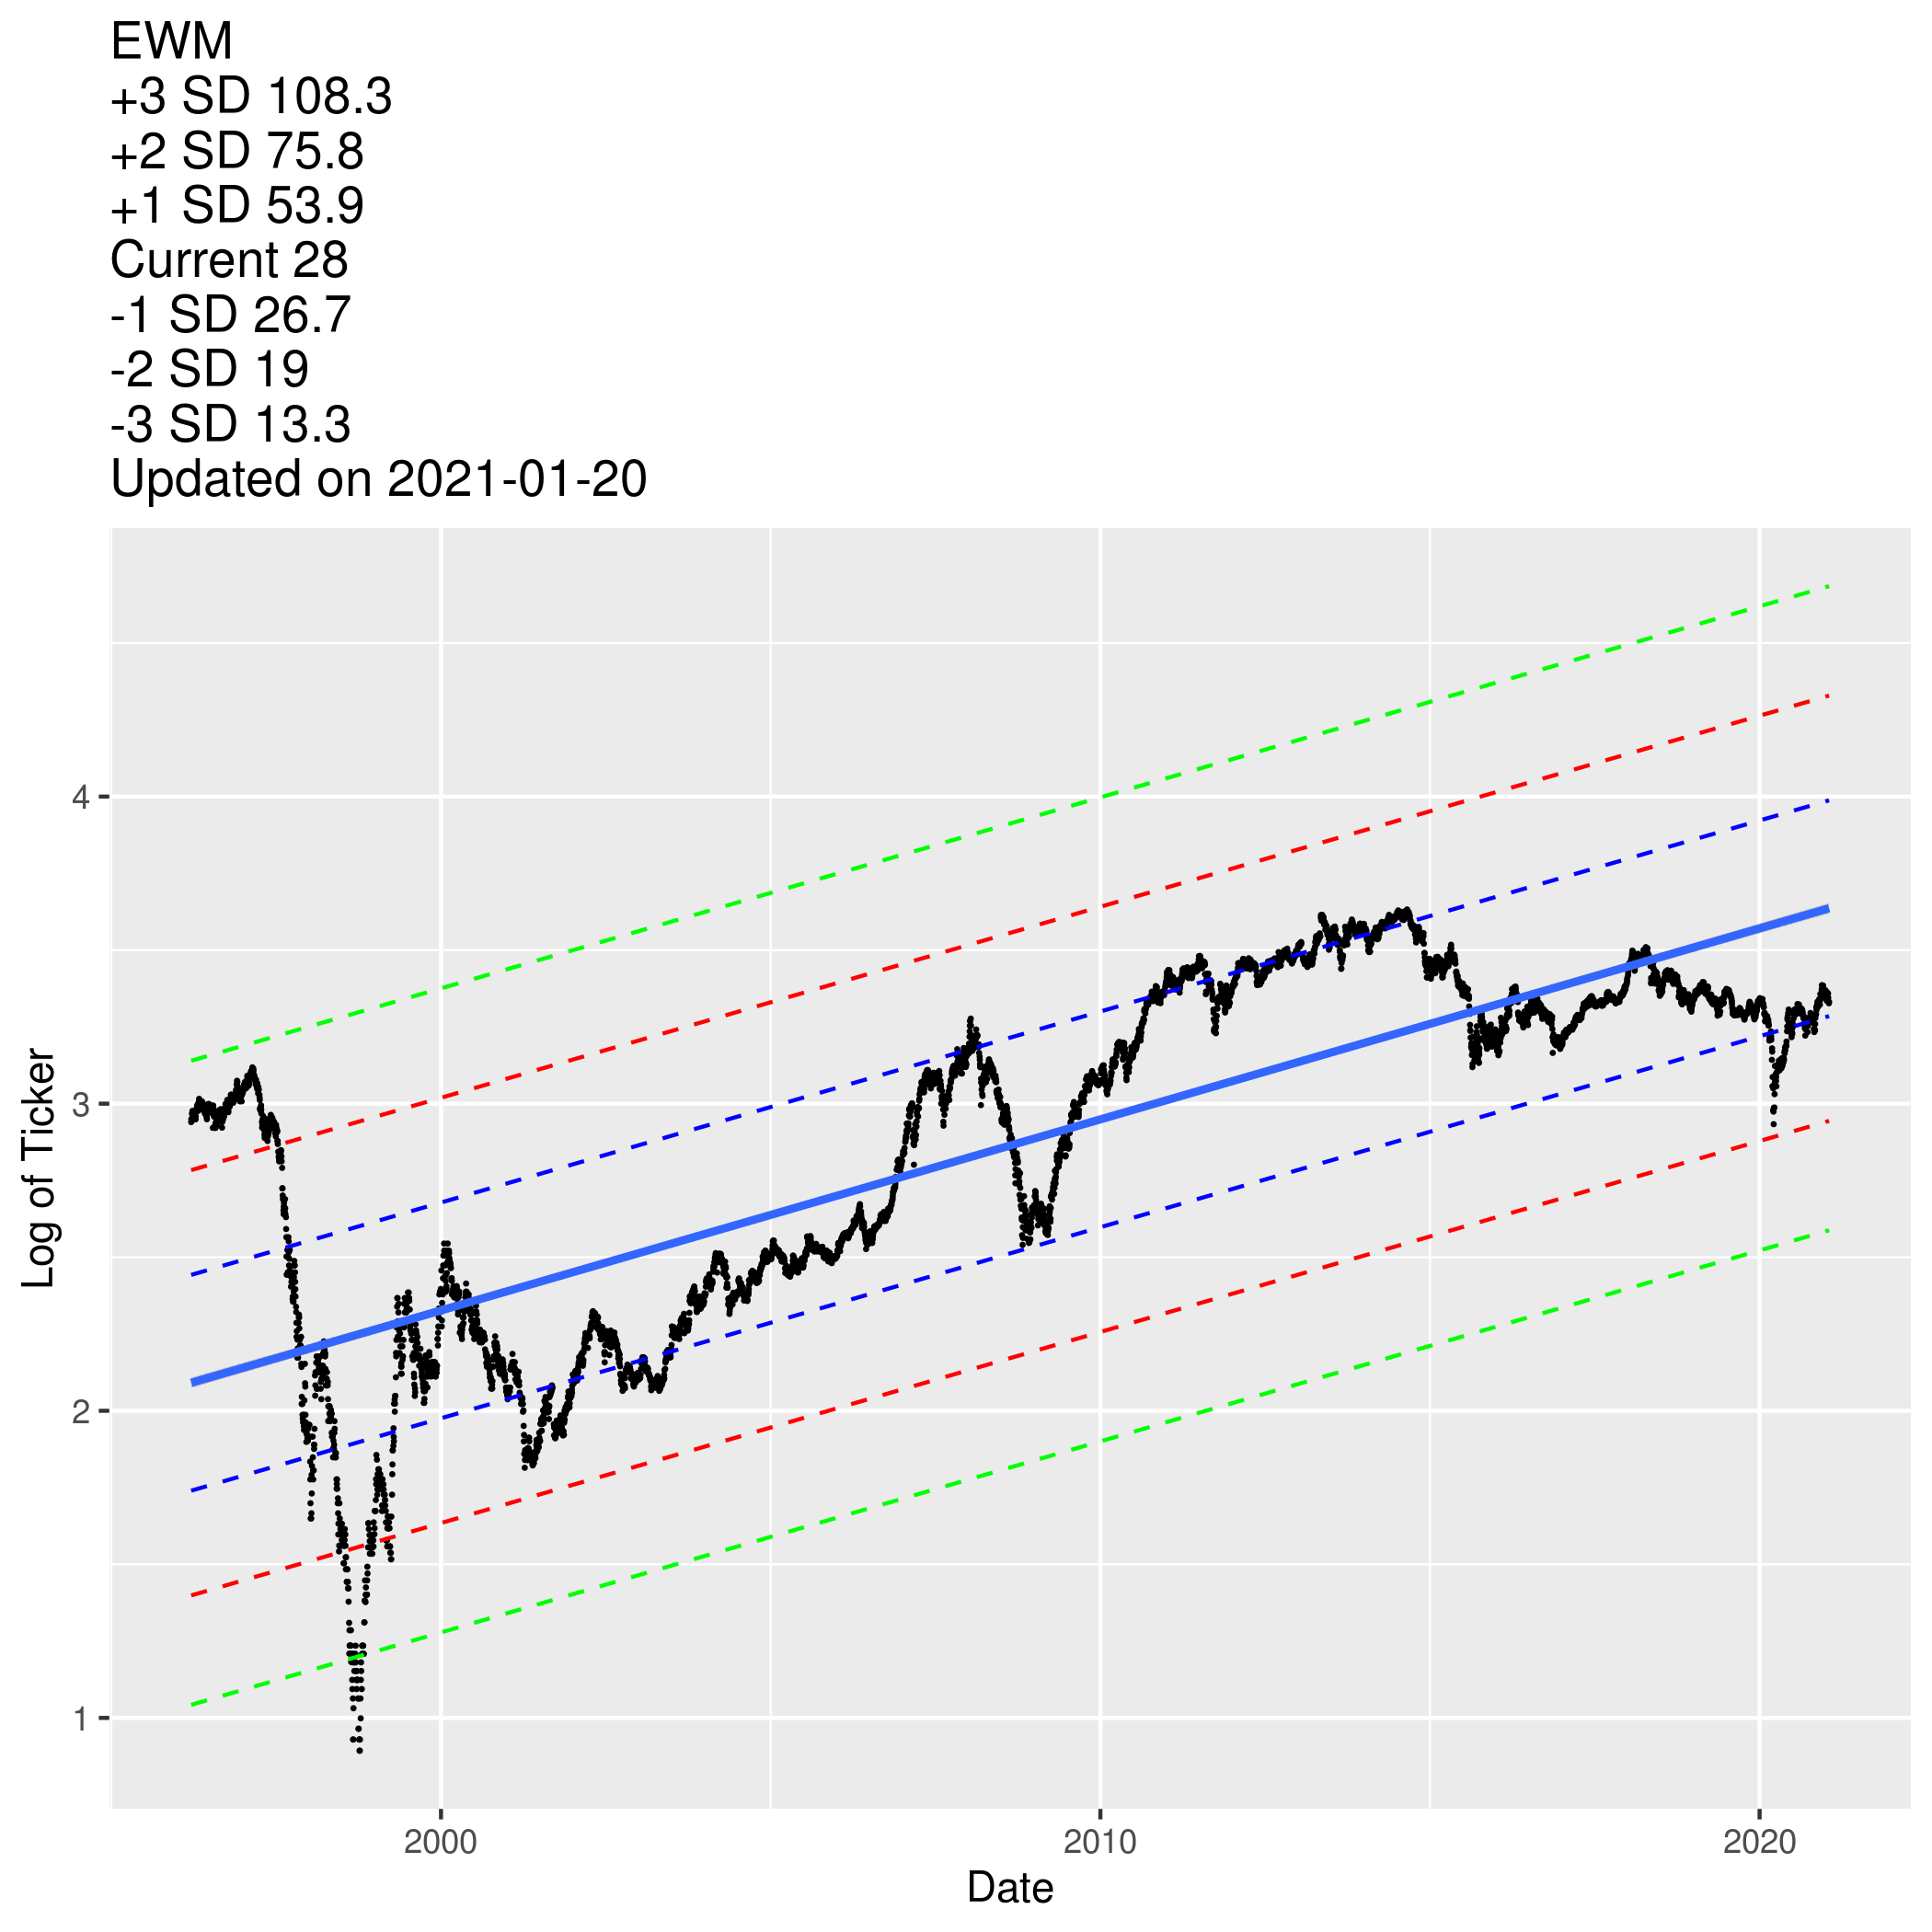 EWM
+3 SD 108.3
+2 SD 75.8
+1 SD 53.9
Current 28
-1 SD 26.7
-2 SD 19
-3 SD 13.3
Updated on 2021-01-20
4
3
2
1
Log of Ticker
2000 2010 2020
Date